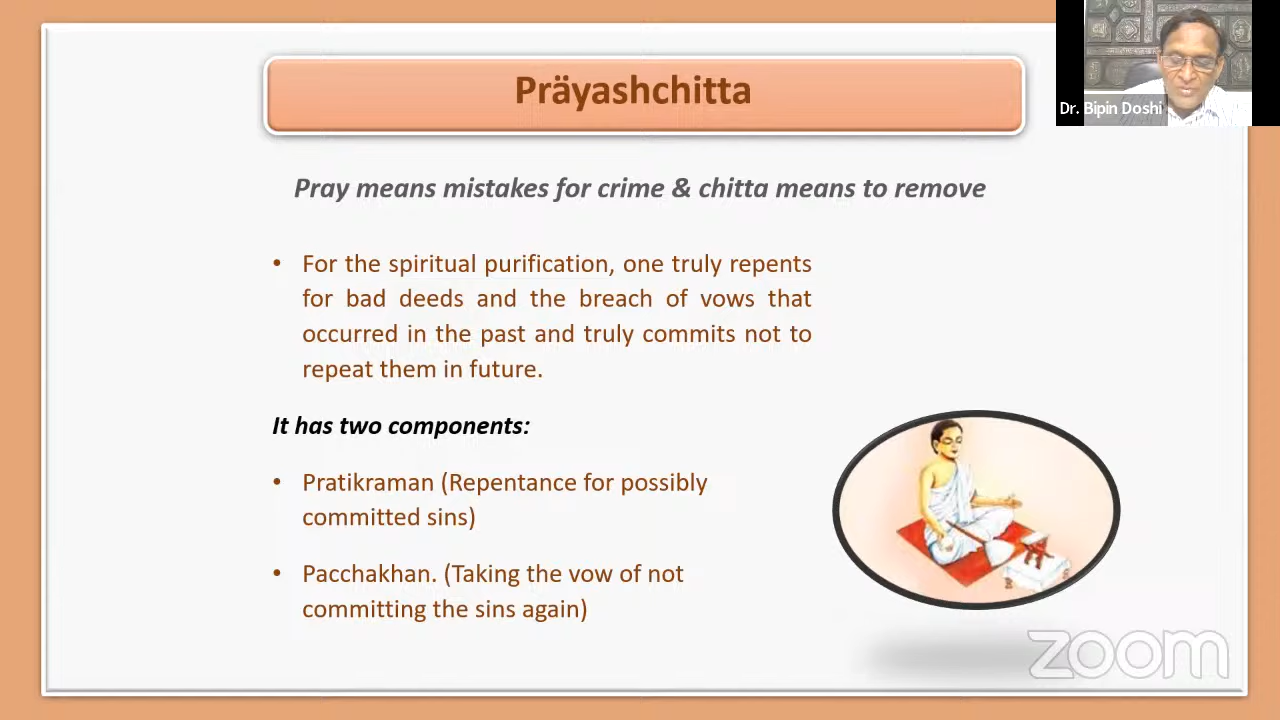 Präyashchitta
Dr. Bipin Doshi
Pray means mistakes for crime & chitta means to remove
• For the spiritual purification, one truly repents
for bad deeds and the breach of vows that
occurred in the past and truly commits not to
repeat them in future.
It has two components:
• Pratikraman (Repentance for possibly
committed sins)
• Pacchakhan. (Taking the vow of not
committing the sins again)
zoom